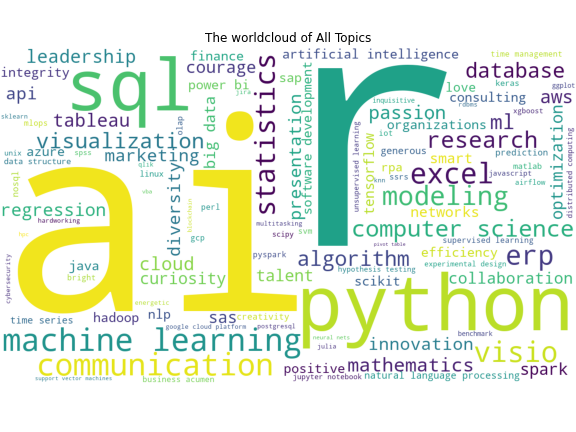 The worldcloud of All Topics
leadership
finance
artificial intelligence
time management
integrity
courage
statistics
sap
database
keras
ggplot
api
sql
power bi
jira
love
consulting
aws
xgboost
sklearn
mlops
tableau
big data
presentation
software development
r
inquisitive
rdbms
passion
organizations
ml
iot
visualization
olap
ai
unsupervised learning
tensorflow
generous
research
prediction
optimization
distributed computing
unix
azure
spss
marketing
data structure
qlik
linux
rpa
smart
matlab
javascript
knn
ssrs
excel
airflow
nosql
diversity
vba
modeling
regression
perl
blockchain
networks
hardworking
multitasking
computer science
gcp
scipy
svm
supervised learning
pivot table
cybersecurity
java
bright
cloud
curiosity
pyspark
talent
algorithm
hypothesis testing
scikit
efficiency
experimental design
erp
collaboration
energetic
python
time series
hadoop
nlp
sas
creativity
google cloud platform
postgresql
machine learning
neural nets
julia
innovation
benchmark
visio
communication
positive
mathematics
spark
support vector machines
business acumen
jupyter notebook
natural language processing